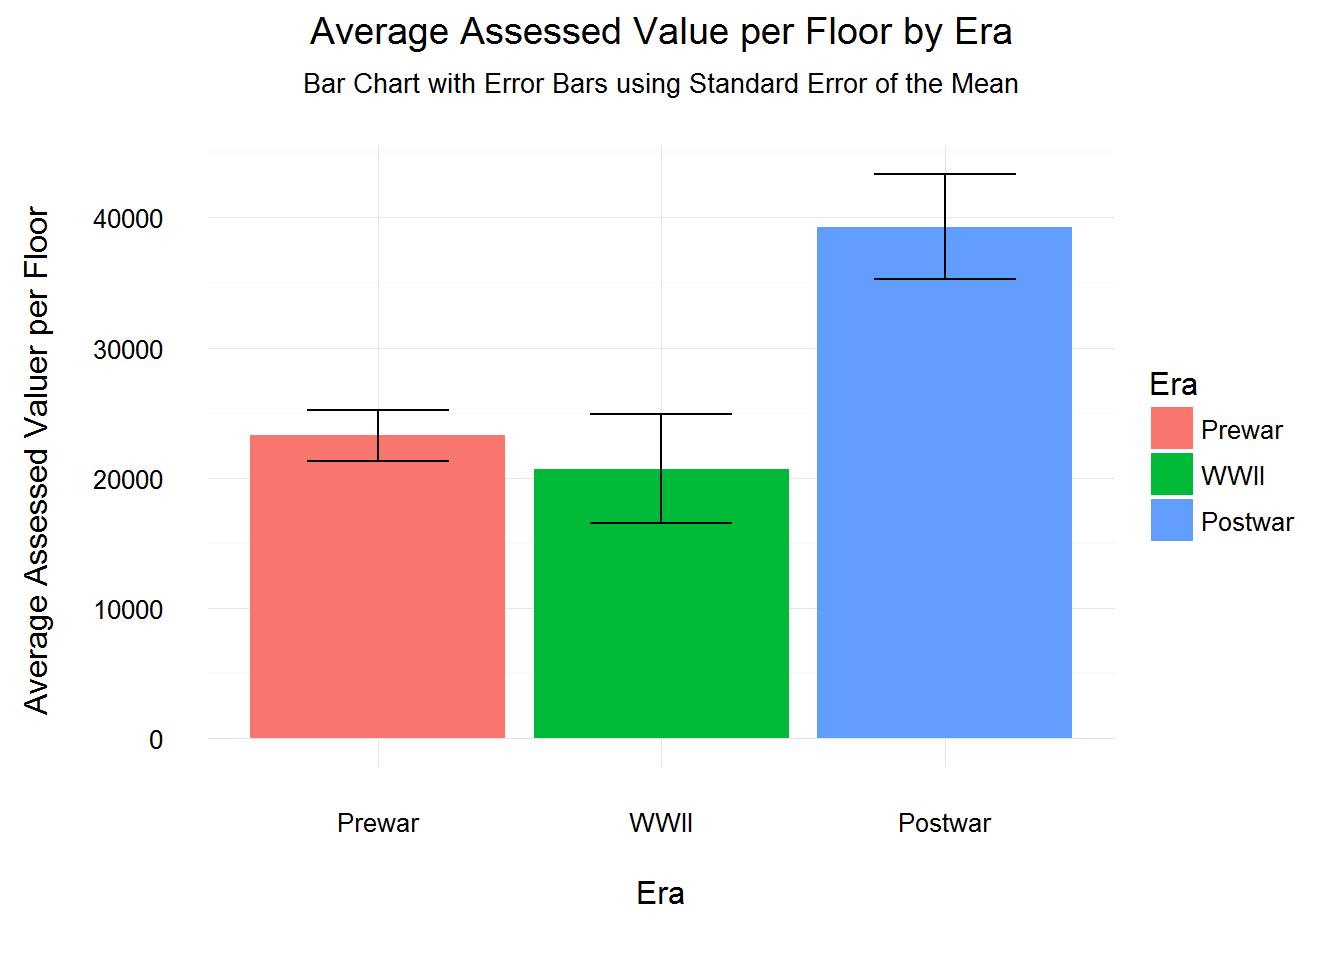 Average Assessed Value per Floor by Era
Bar Chart with Error Bars using Standard Error of the Mean
Average Assessed Valuer per Floor
40000
30000
20000
10000
0
Prewar
WWII
Postwar
Era
Era
Prewar
WWII
Postwar